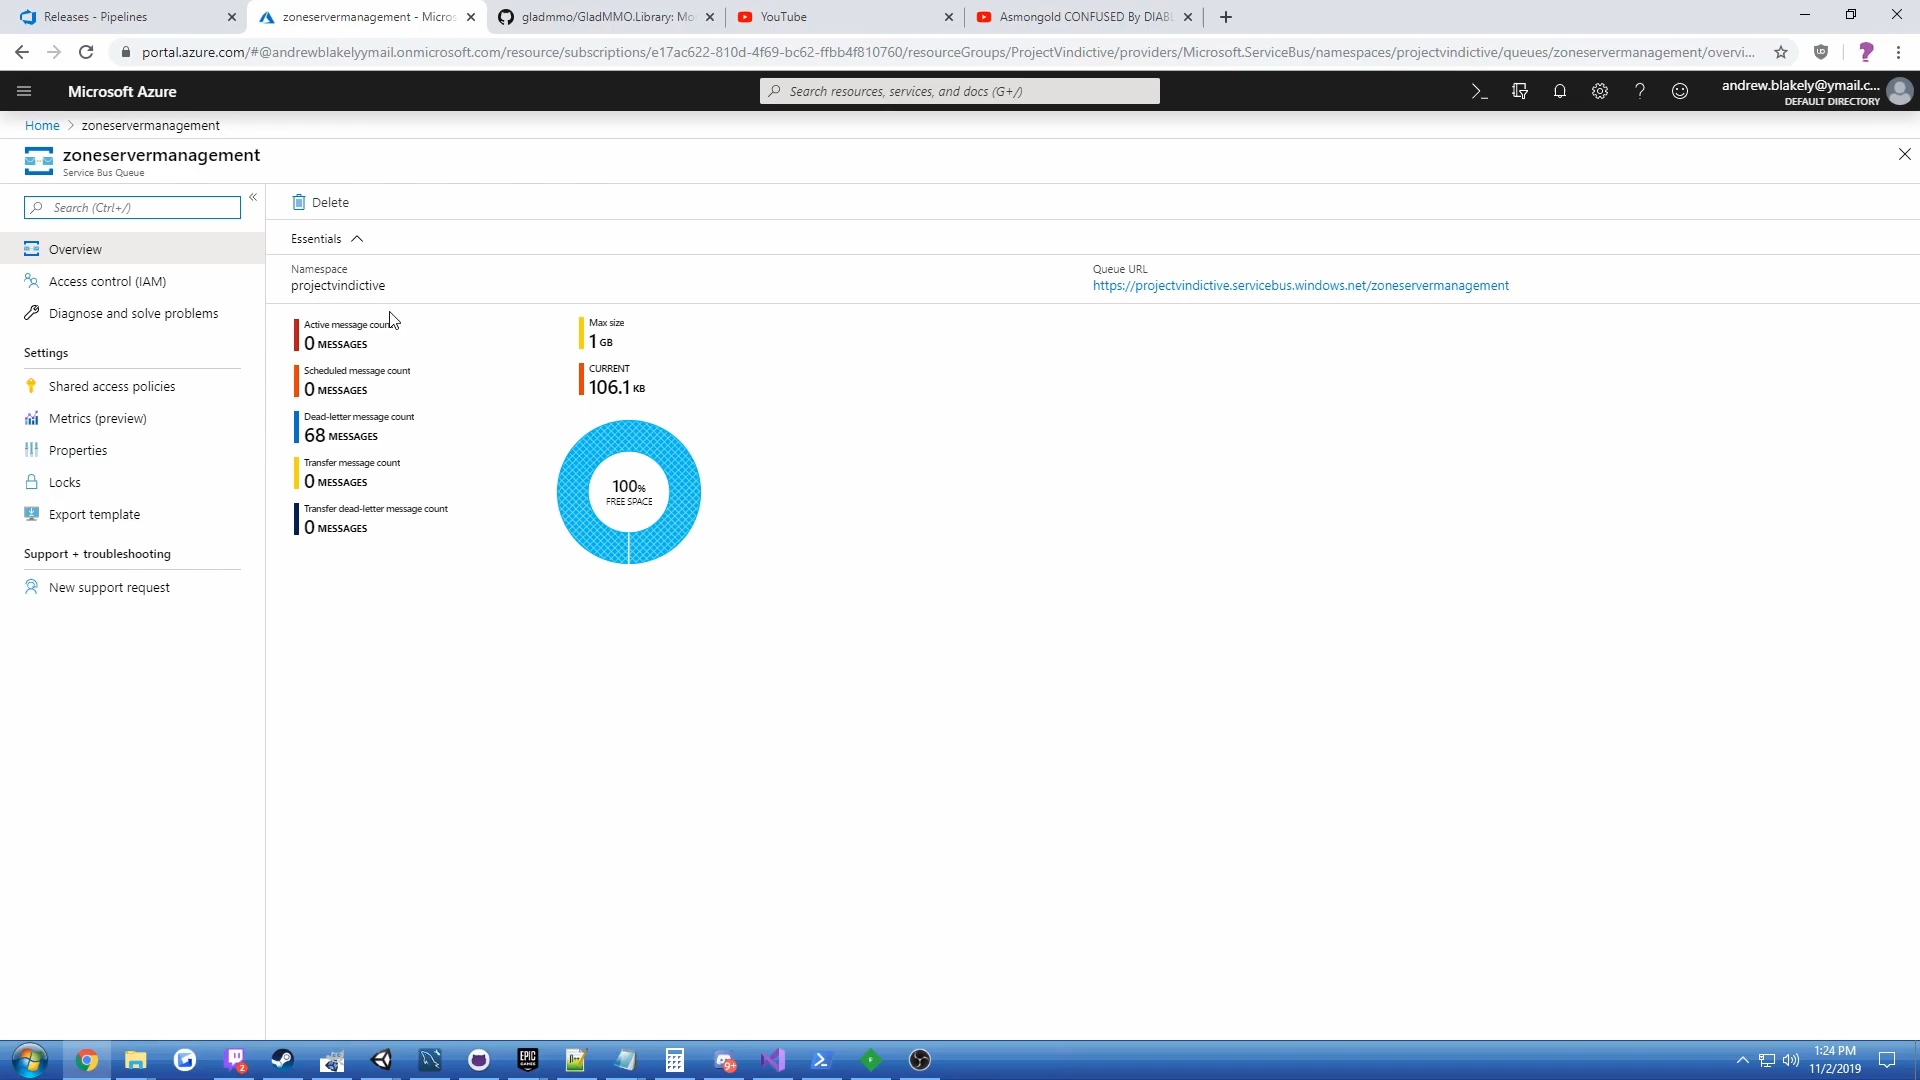 Releases - Pipelines
zoneservermanagement - Micros
gladmmo/GladMMO.Library: Mo
YouTube
Asmongold CONFUSED By DIABL
portal.azure.com/#@andrewblakelyymail.onmicrosoft.com/resource/subscriptions/e17ac622-810d-4f69-bc62-ffbb4f810760/resourceGroups/ProjectVindictive/providers/Microsoft.ServiceBus/namespaces/projectvindictive/queues/zoneservermanagement/overvi...
Microsoft Azure
Search resources, services, and docs (G+/)
andrew.blakely@ymail.c...
DEFAULT DIRECTORY
Home > zoneservermanagement
zoneservermanagement
Service Bus Queue
Search (Ctrl+/)
«
Overview
Access control (IAM)
Diagnose and solve problems
Settings
Shared access policies
Metrics (preview)
Properties
Locks
Export template
Support + troubleshooting
New support request
Delete
Essentials
Namespace
projectvindictive
Queue URL
https://projectvindictive.servicebus.windows.net/zoneservermanagement
Active message count
0 MESSAGES
Scheduled message count
0 MESSAGES
Dead-letter message count
68 MESSAGES
Transfer message count
0 MESSAGES
Transfer dead-letter message count
0 MESSAGES
Max size
1 GB
CURRENT
106.1 KB
100%
FREE SPACE
2
EPIC GAMES
9+
1:24 PM
11/2/2019